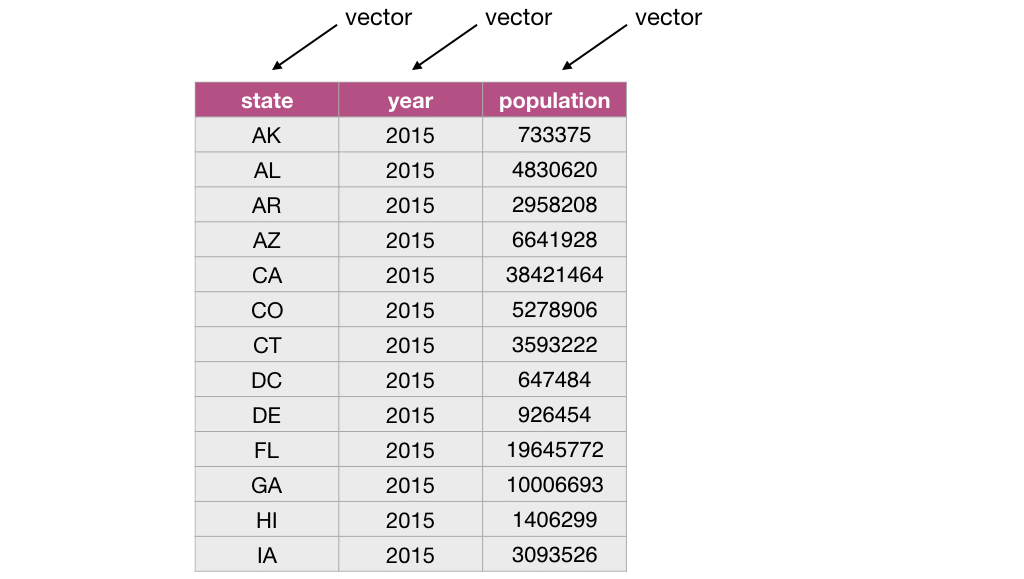 vector vector vector
state year population
AK 2015 733375
AL 2015 4830620
AR 2015 2958208
AZ 2015 6641928
CA 2015 38421464
CO 2015 5278906
CT 2015 3593222
DC 2015 647484
DE 2015 926454
FL 2015 19645772
GA 2015 10006693
HI 2015 1406299
IA 2015 3093526